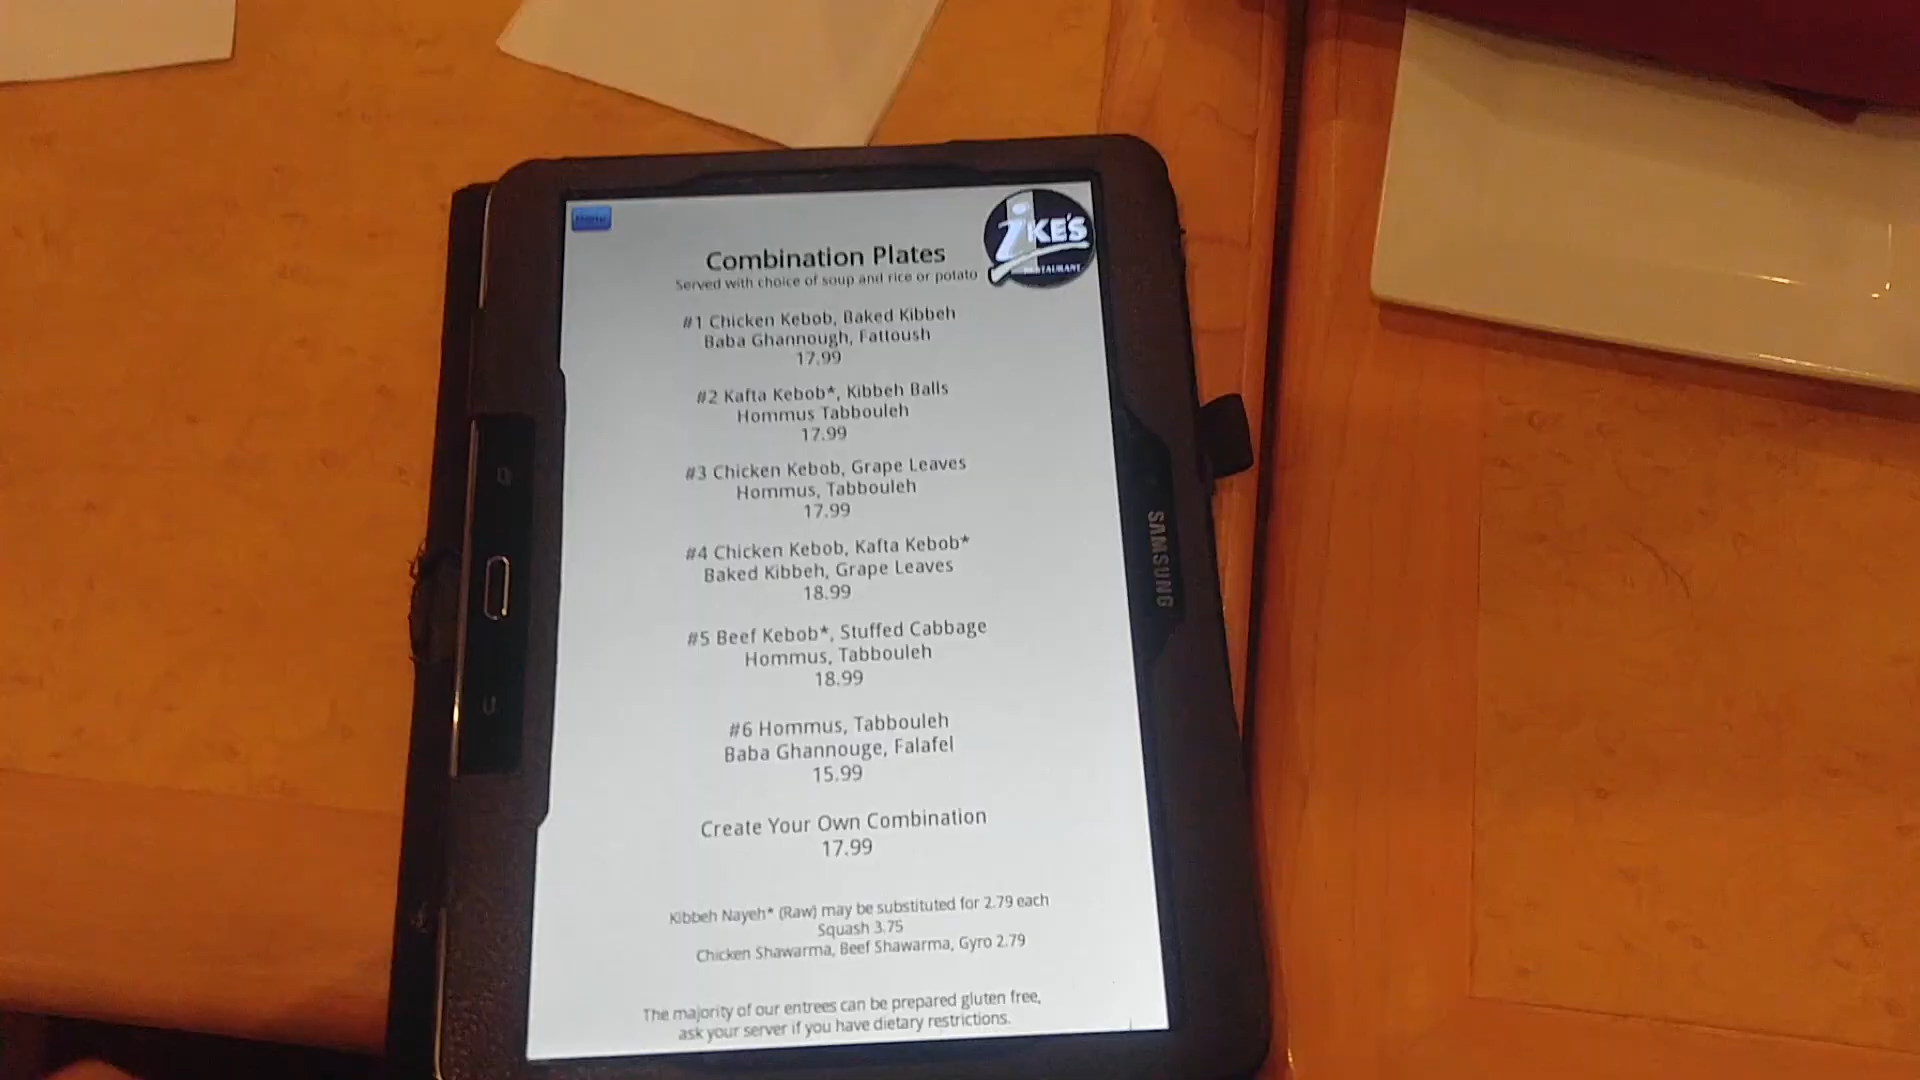 Menu
iKE'S
RESTAURANT
Combination Plates
Served with choice of soup and rice or potato
#1 Chicken Kebob, Baked Kibbeh
Baba Ghannough, Fattoush
17.99
#2 Kafta Kebob*, Kibbeh Balls
Hommus Tabbouleh
17.99
#3 Chicken Kebob, Grape Leaves
Hommus, Tabbouleh
17.99
#4 Chicken Kebob, Kafta Kebob*
Baked Kibbeh, Grape Leaves
18.99
#5 Beef Kebob*, Stuffed Cabbage
Hommus, Tabbouleh
18.99
#6 Hommus, Tabbouleh
Baba Ghannouge, Falafel
15.99
Create Your Own Combination
17.99
Kibbeh Nayeh* (Raw) may be substituted for 2.79 each
Squash 3.75
Chicken Shawarma, Beef Shawarma, Gyro 2.79
The majority of our entrees can be prepared gluten free,
ask your server if you have dietary restrictions.
SAMSUNG